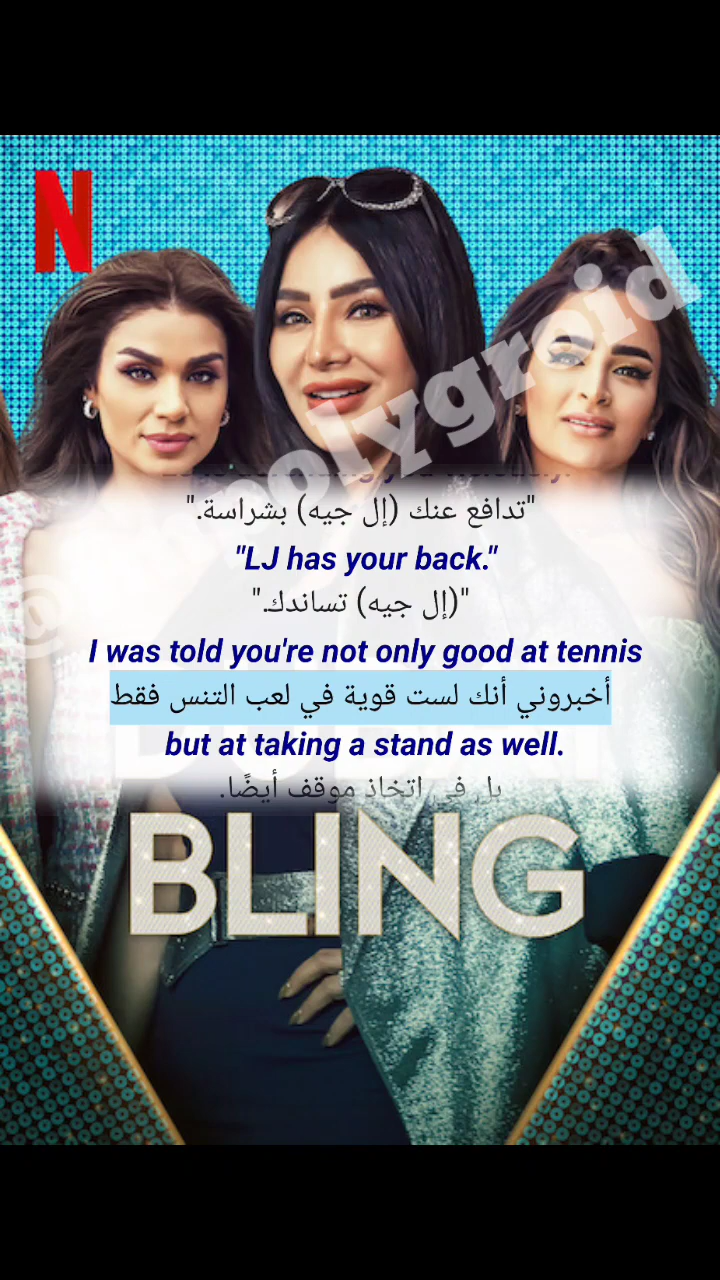 N
"تدافع عنك (إل جيه) بشراسة."
"LJ has your back."
"(إل جيه) تساندك."
I was told you're not only good at tennis
أخبروني أنك لست قوية في لعب التنس فقط
but at taking a stand as well.
بل في اتخاذ موقف أيضًا.
BLING